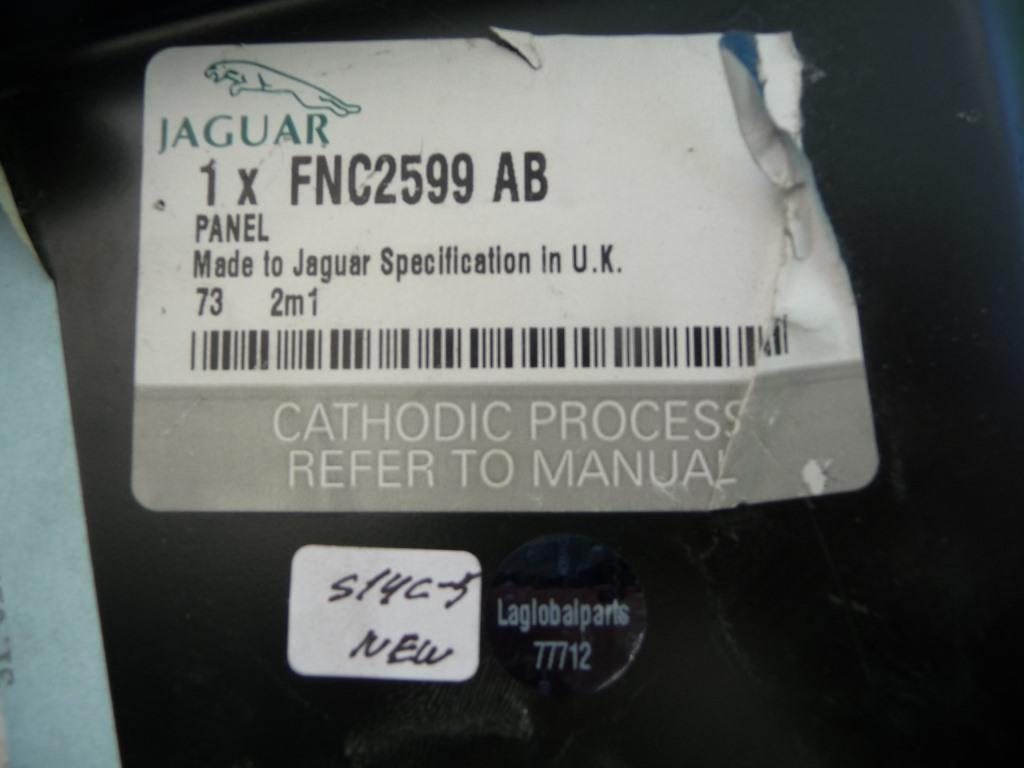 JAGUAR
1 x FNC2599 AB
PANEL
Made to Jaguar Specification in U.K.
73 2m1
CATHODIC PROCESS
REFER TO MANUAL
S14C-5
NEW
Laglobalparts
77712